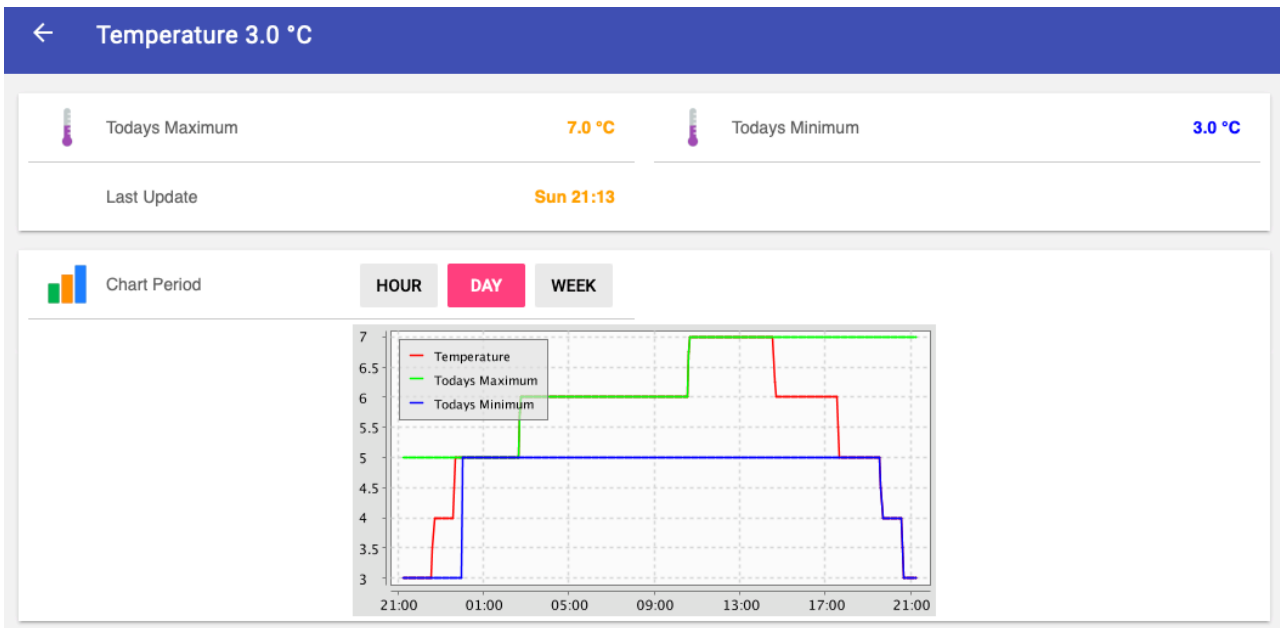 Temperature 3.0 °C
Todays Maximum 7.0 °C Todays Minimum 3.0 °C
Last Update Sun 21:13
Chart Period HOUR DAY WEEK
7
6.5
6
5.5
5
4.5
4
3.5
3
Temperature
Todays Maximum
Todays Minimum
21:00 01:00 05:00 09:00 13:00 17:00 21:00